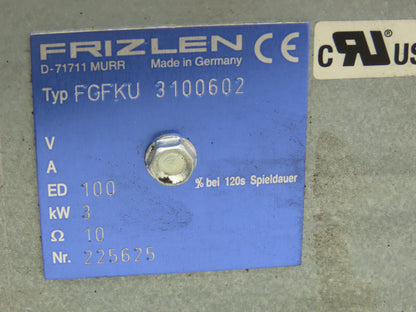 FRIZLEN CE
D-71711 MURR Made in Germany
c RU US
Typ FGFKU 3100602
V
A
ED 100 % bei 120s Spieldauer
kW 3
Ω 10
Nr. 225625